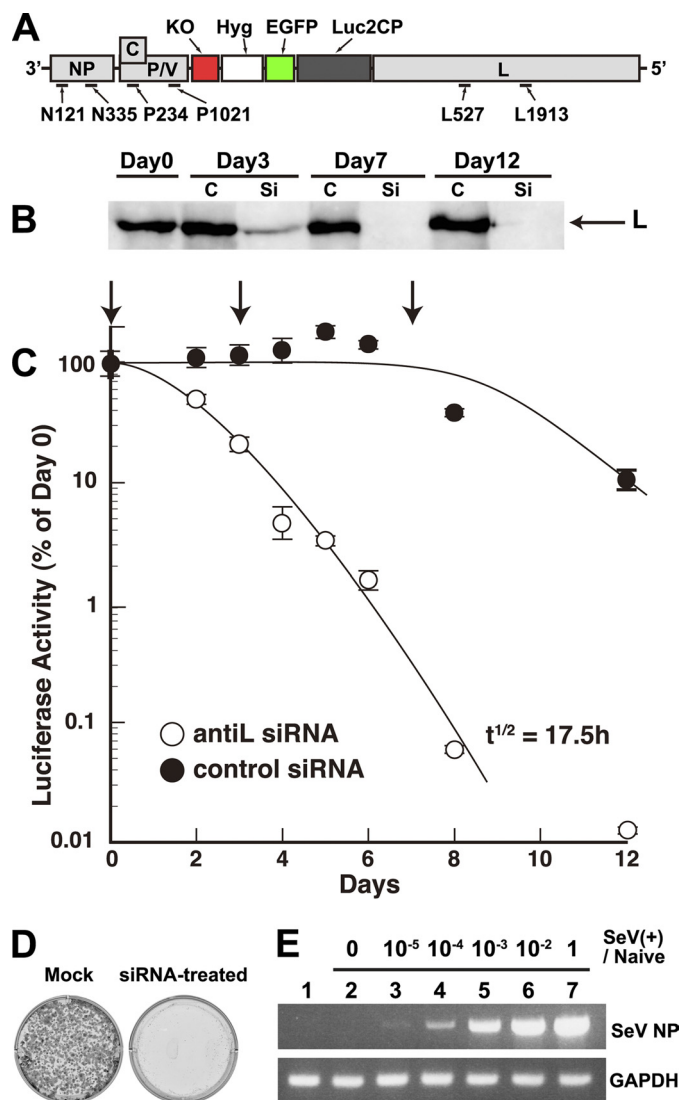 A
KO Hyg EGFP Luc2CP
C
3' NP P/V L 5'
N121 N335 P234 P1021 L527 L1913
Day0 Day3 Day7 Day12
C Si C Si C Si
B
L
C
Luciferase Activity (% of Day 0)
100
10
1
0.1
0.01
antiL siRNA
control siRNA
t1/2 = 17.5h
0 2 4 6 8 10 12
Days
D
Mock siRNA-treated
E
0 10-5 10-4 10-3 10-2 1 SeV(+)
/ Naive
1 2 3 4 5 6 7
SeV NP
GAPDH